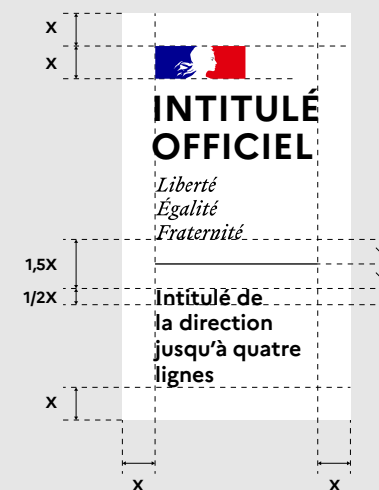 X
X
INTITULÉ
OFFICIEL
Liberté
Égalité
Fraternité
1,5X
1/2X
Intitulé de
la direction
jusqu’à quatre
lignes
X
X
X